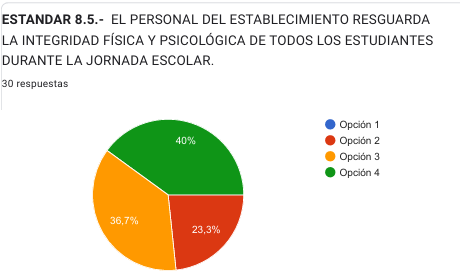 ESTANDAR 8.5.- EL PERSONAL DEL ESTABLECIMIENTO RESGUARDA
LA INTEGRIDAD FÍSICA Y PSICOLÓGICA DE TODOS LOS ESTUDIANTES
DURANTE LA JORNADA ESCOLAR.
30 respuestas
Opción 1
Opción 2
Opción 3
Opción 4
40%
36,7%
23,3%